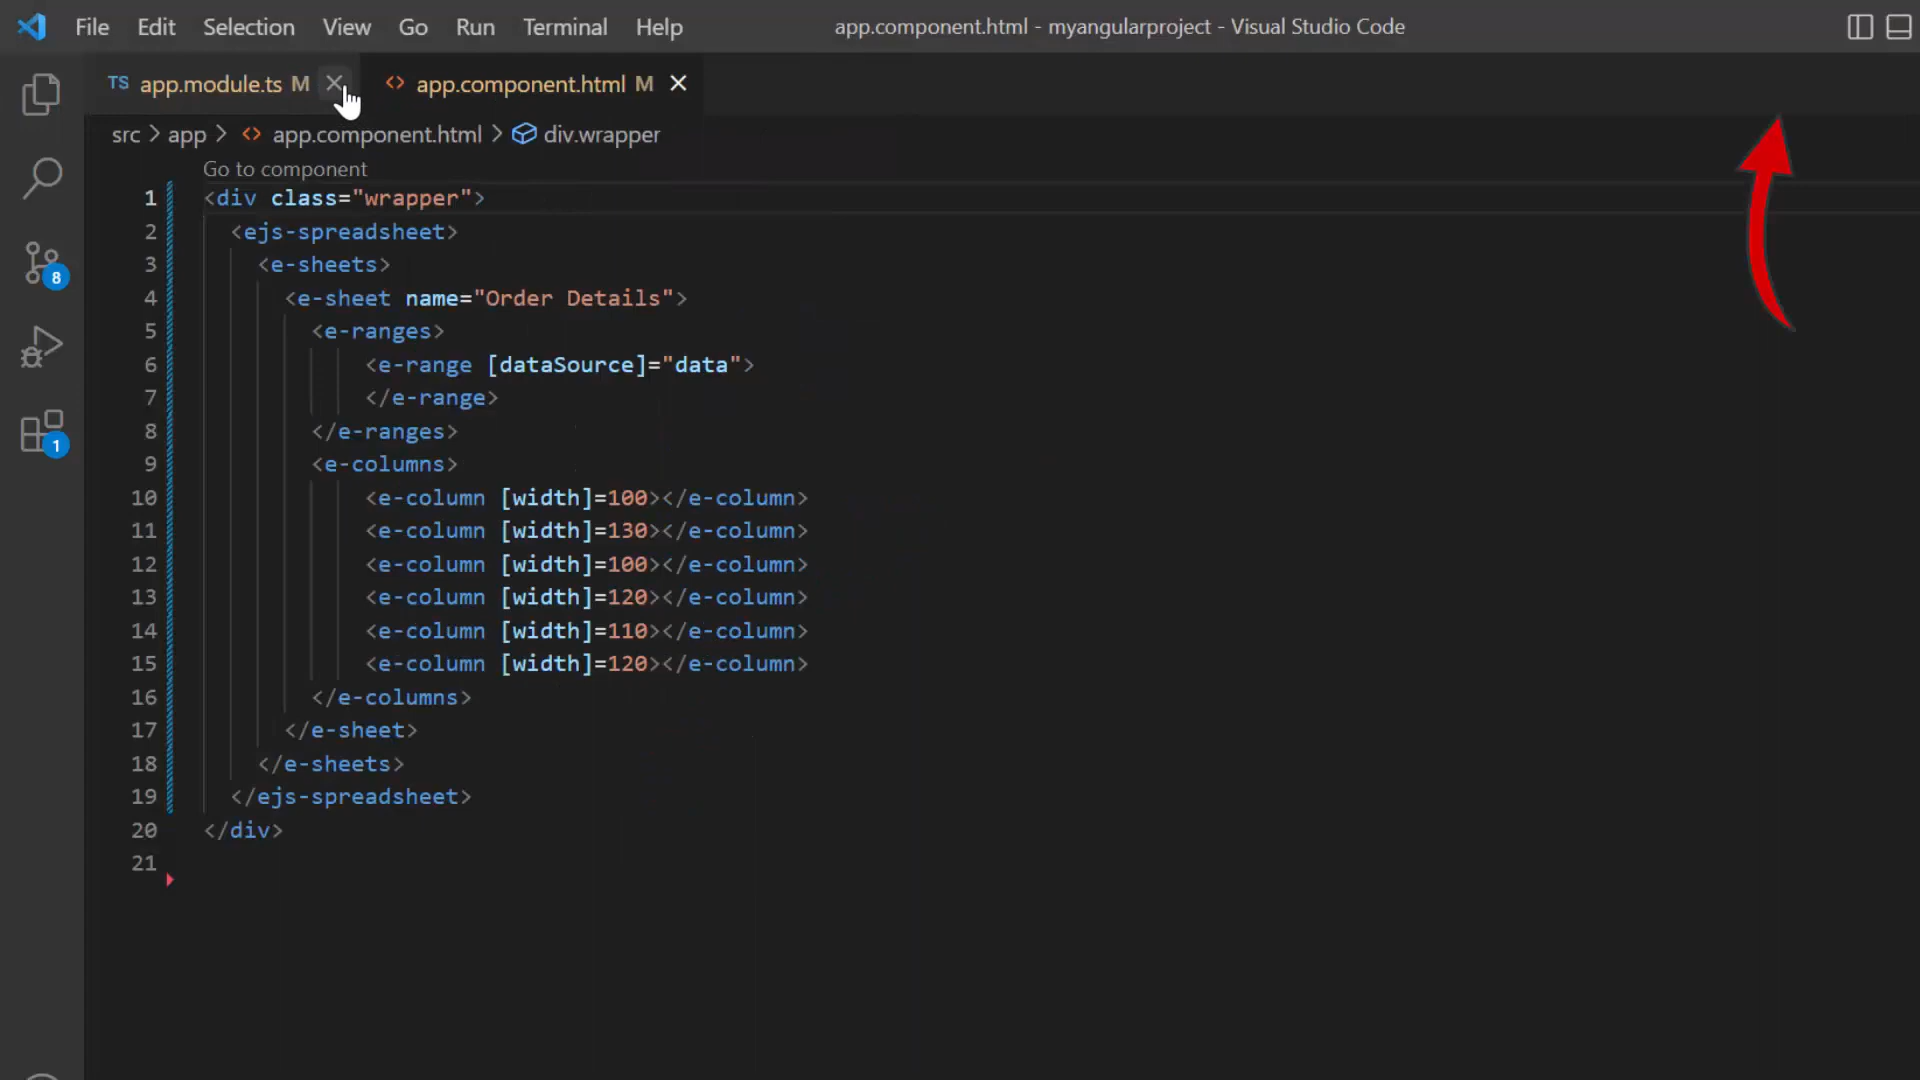 File Edit Selection View Go Run Terminal Help app.component.html - myangularproject - Visual Studio Code
TS app.module.ts M app.component.html M
src > app > <> app.component.html > div.wrapper
Go to component
1 <div class="wrapper">
2 <ejs-spreadsheet>
3 <e-sheets>
4 <e-sheet name="Order Details">
5 <e-ranges>
6 <e-range [dataSource]="data">
7 </e-range>
8 </e-ranges>
9 <e-columns>
10 <e-column [width]=100></e-column>
11 <e-column [width]=130></e-column>
12 <e-column [width]=100></e-column>
13 <e-column [width]=120></e-column>
14 <e-column [width]=110></e-column>
15 <e-column [width]=120></e-column>
16 </e-columns>
17 </e-sheet>
18 </e-sheets>
19 </ejs-spreadsheet>
20 </div>
21
8
1